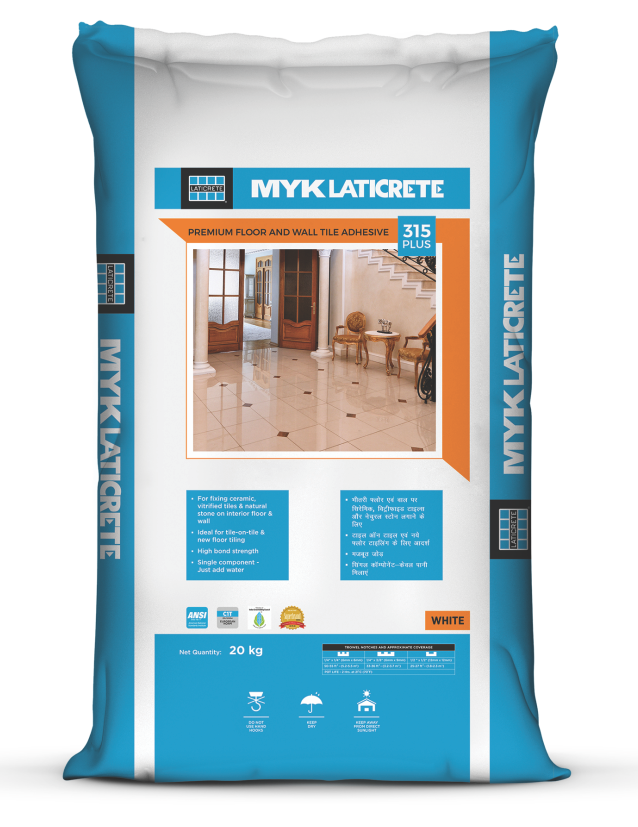 LATICRETE
MYK LATICRETE
PREMIUM FLOOR AND WALL TILE ADHESIVE
315
PLUS
LATICRETE
MYK LATICRETE
MYK LATICRETE
LATICRETE
• For fixing ceramic,
vitrified tiles & natural
stone on interior floor &
wall
• Ideal for tile-on-tile &
new floor tiling
• High bond strength
• Single component -
Just add water
• भीतरी फ्लोर एवं वाल पर
सिरेमिक, विट्रीफाइड टाइल्स
और नेचुरल स्टोन लगाने के
लिए
• टाइल ऑन टाइल एवं नये
फ्लोर टाइलिंग के लिए आदर्श
• मजबूत जोड़
• सिंगल कॉम्पोनेंट-केवल पानी
मिलाएं
ANSI
C1T
WHITE
Net Quantity: 20 kg
TROWEL NOTCHES AND APPROXIMATE COVERAGE
DO NOT
USE HAND
HOOKS
KEEP
DRY
KEEP AWAY
FROM DIRECT
SUNLIGHT